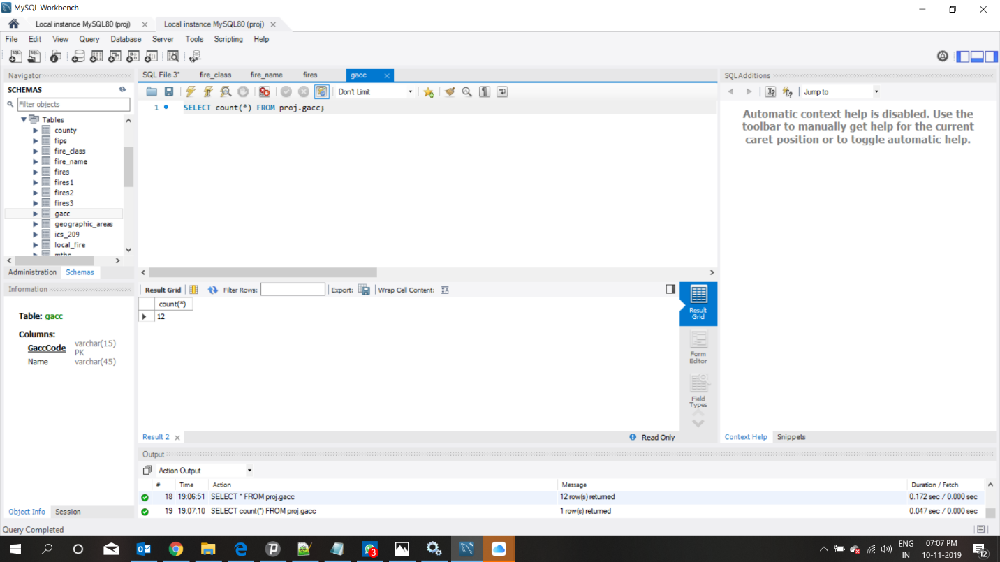 MySQL Workbench
Local instance MySQL80 (proj) Local instance MySQL80 (proj)
File Edit View Query Database Server Tools Scripting Help
Navigator
SCHEMAS
Filter objects
Tables
county
fips
fire_class
fire_name
fires
fires1
fires2
fires3
gacc
geographic_areas
ics_209
local_fire
Administration Schemas
Information
Table: gacc
Columns:
GaccCode varchar(15) PK
Name varchar(45)
Object Info Session
SQL File 3* fire_class fire_name fires gacc
Don't Limit
1 SELECT count(*) FROM proj.gacc;
Result Grid Filter Rows: Export: Wrap Cell Content:
count(*)
12
Result Grid
Form Editor
Field Types
Result 2 Read Only
SQLAdditions
Jump to
Automatic context help is disabled. Use the
toolbar to manually get help for the current
caret position or to toggle automatic help.
Context Help Snippets
Output
Action Output
# Time Action Message Duration / Fetch
18 19:06:51 SELECT * FROM proj.gacc 12 row(s) returned 0.172 sec / 0.000 sec
19 19:07:10 SELECT count(*) FROM proj.gacc 1 row(s) returned 0.047 sec / 0.000 sec
Query Completed
3
ENG
IN
07:07 PM
10-11-2019
12